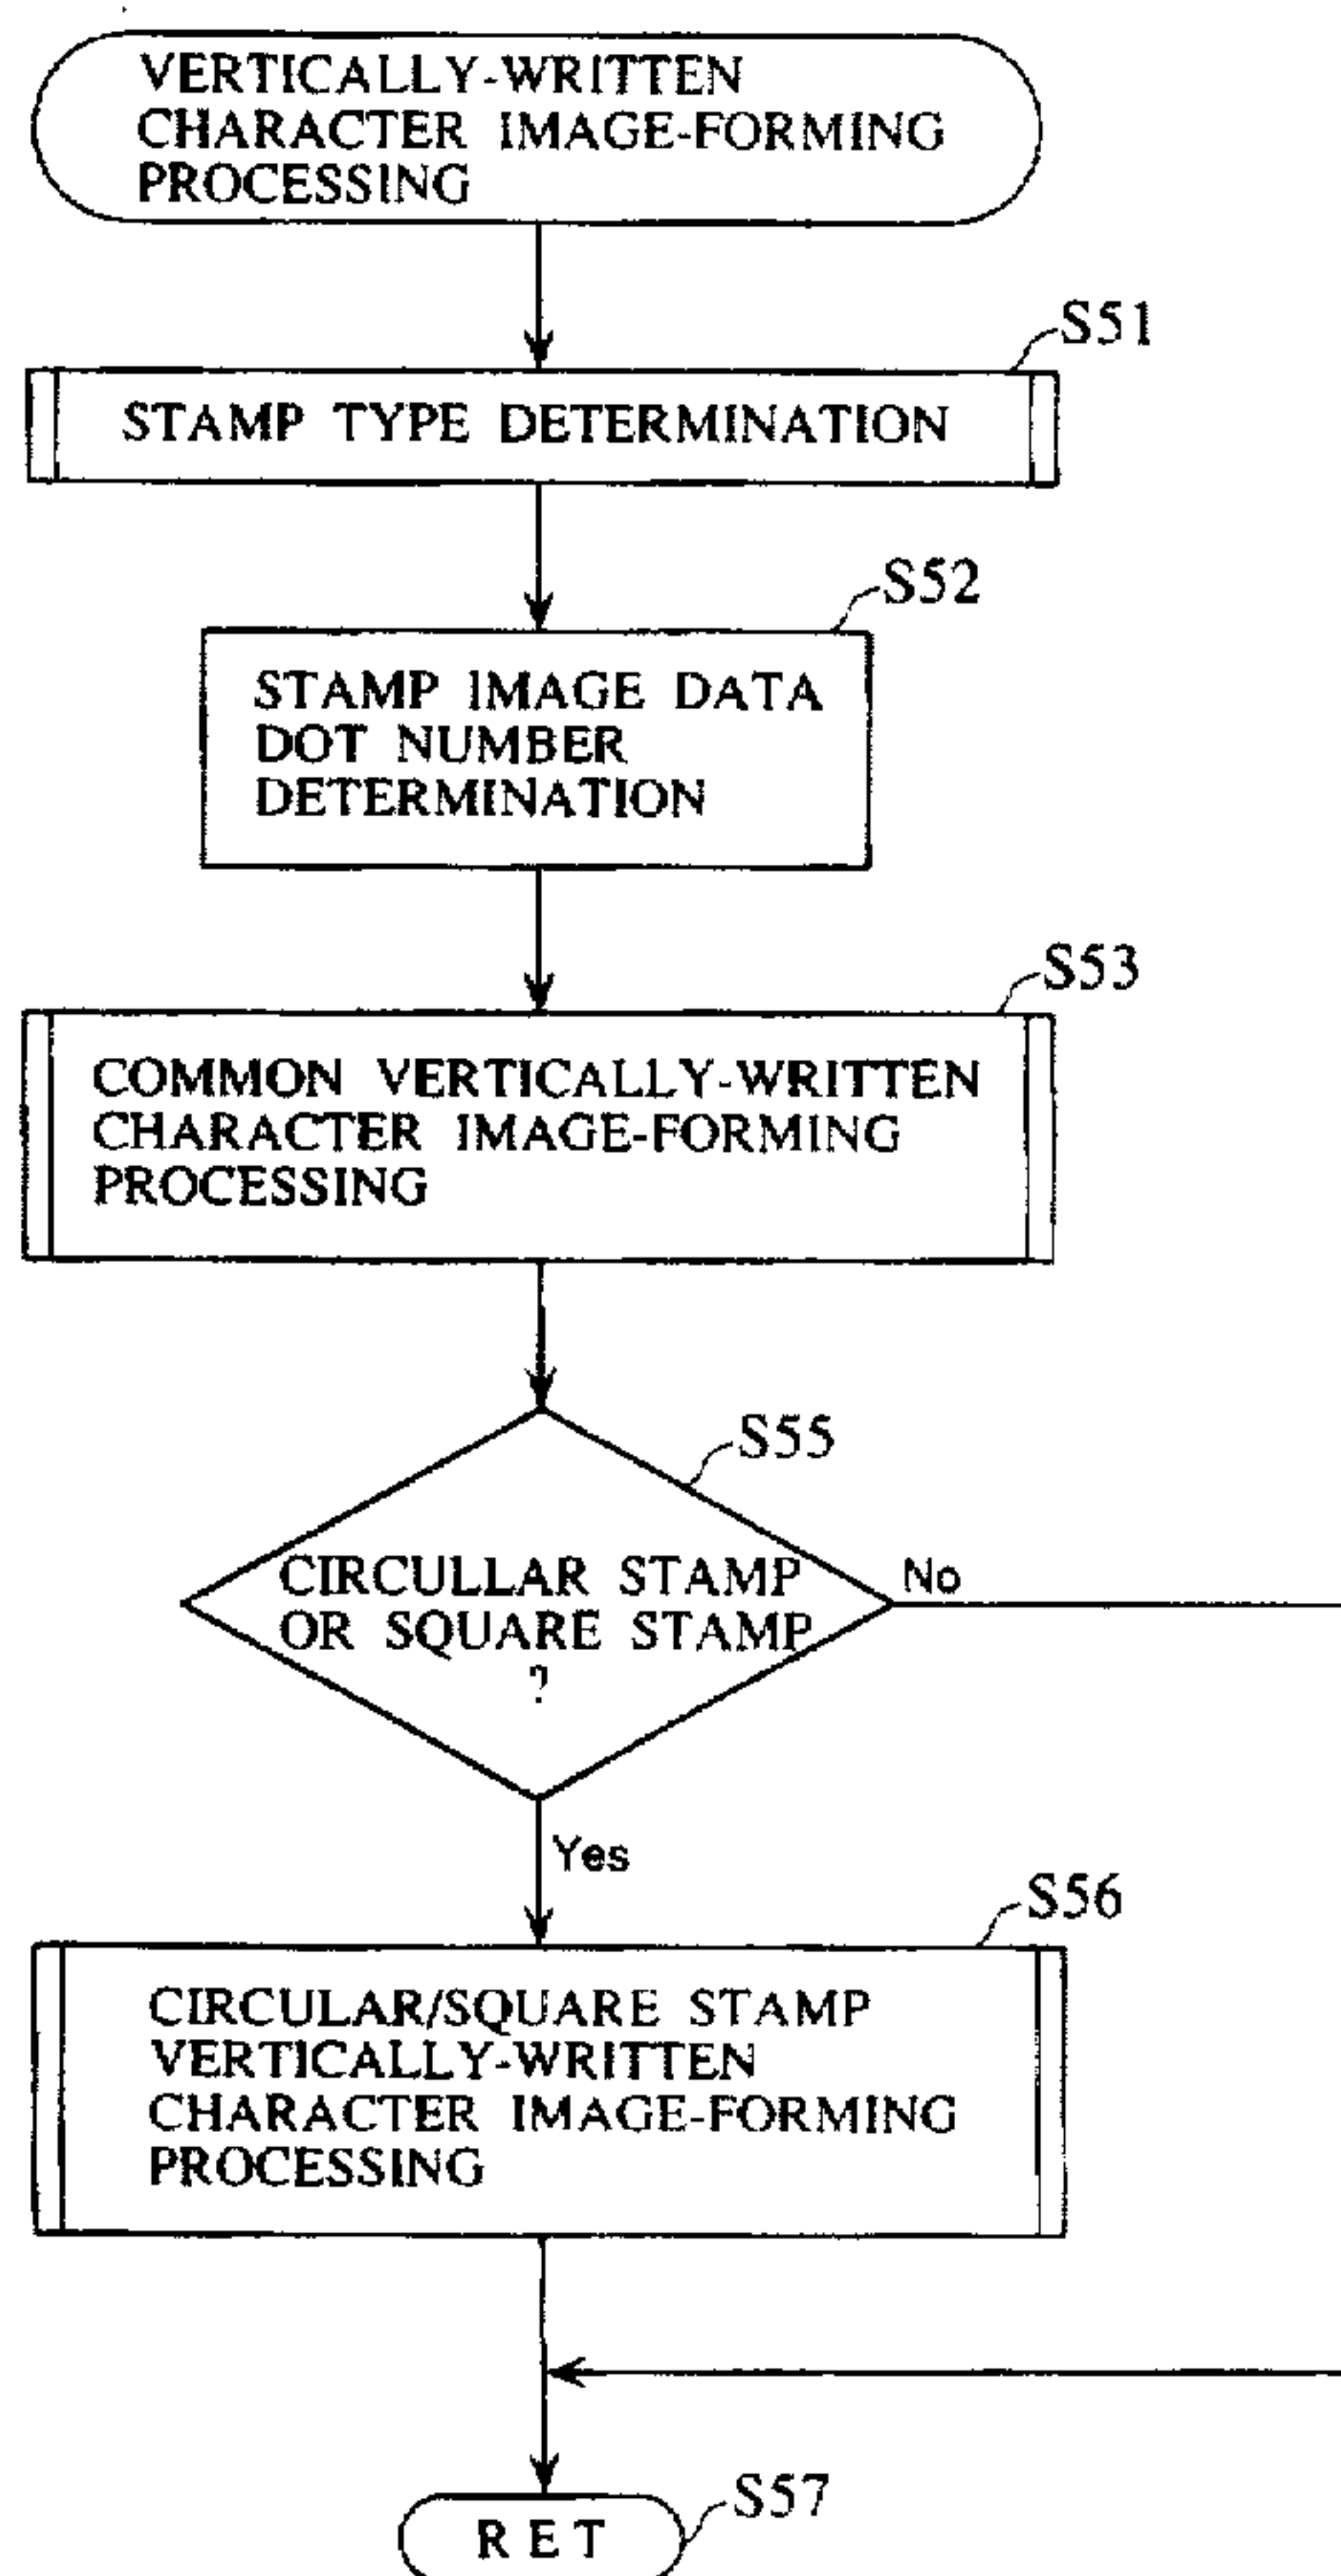 VERTICALLY-WRITTEN
CHARACTER IMAGE-FORMING
PROCESSING
S51
STAMP TYPE DETERMINATION
S52
STAMP IMAGE DATA
DOT NUMBER
DETERMINATION
S53
COMMON VERTICALLY-WRITTEN
CHARACTER IMAGE-FORMING
PROCESSING
S55
CIRCULLAR STAMP
OR SQUARE STAMP
?
No
Yes
S56
CIRCULAR/SQUARE STAMP
VERTICALLY-WRITTEN
CHARACTER IMAGE-FORMING
PROCESSING
S57
RET